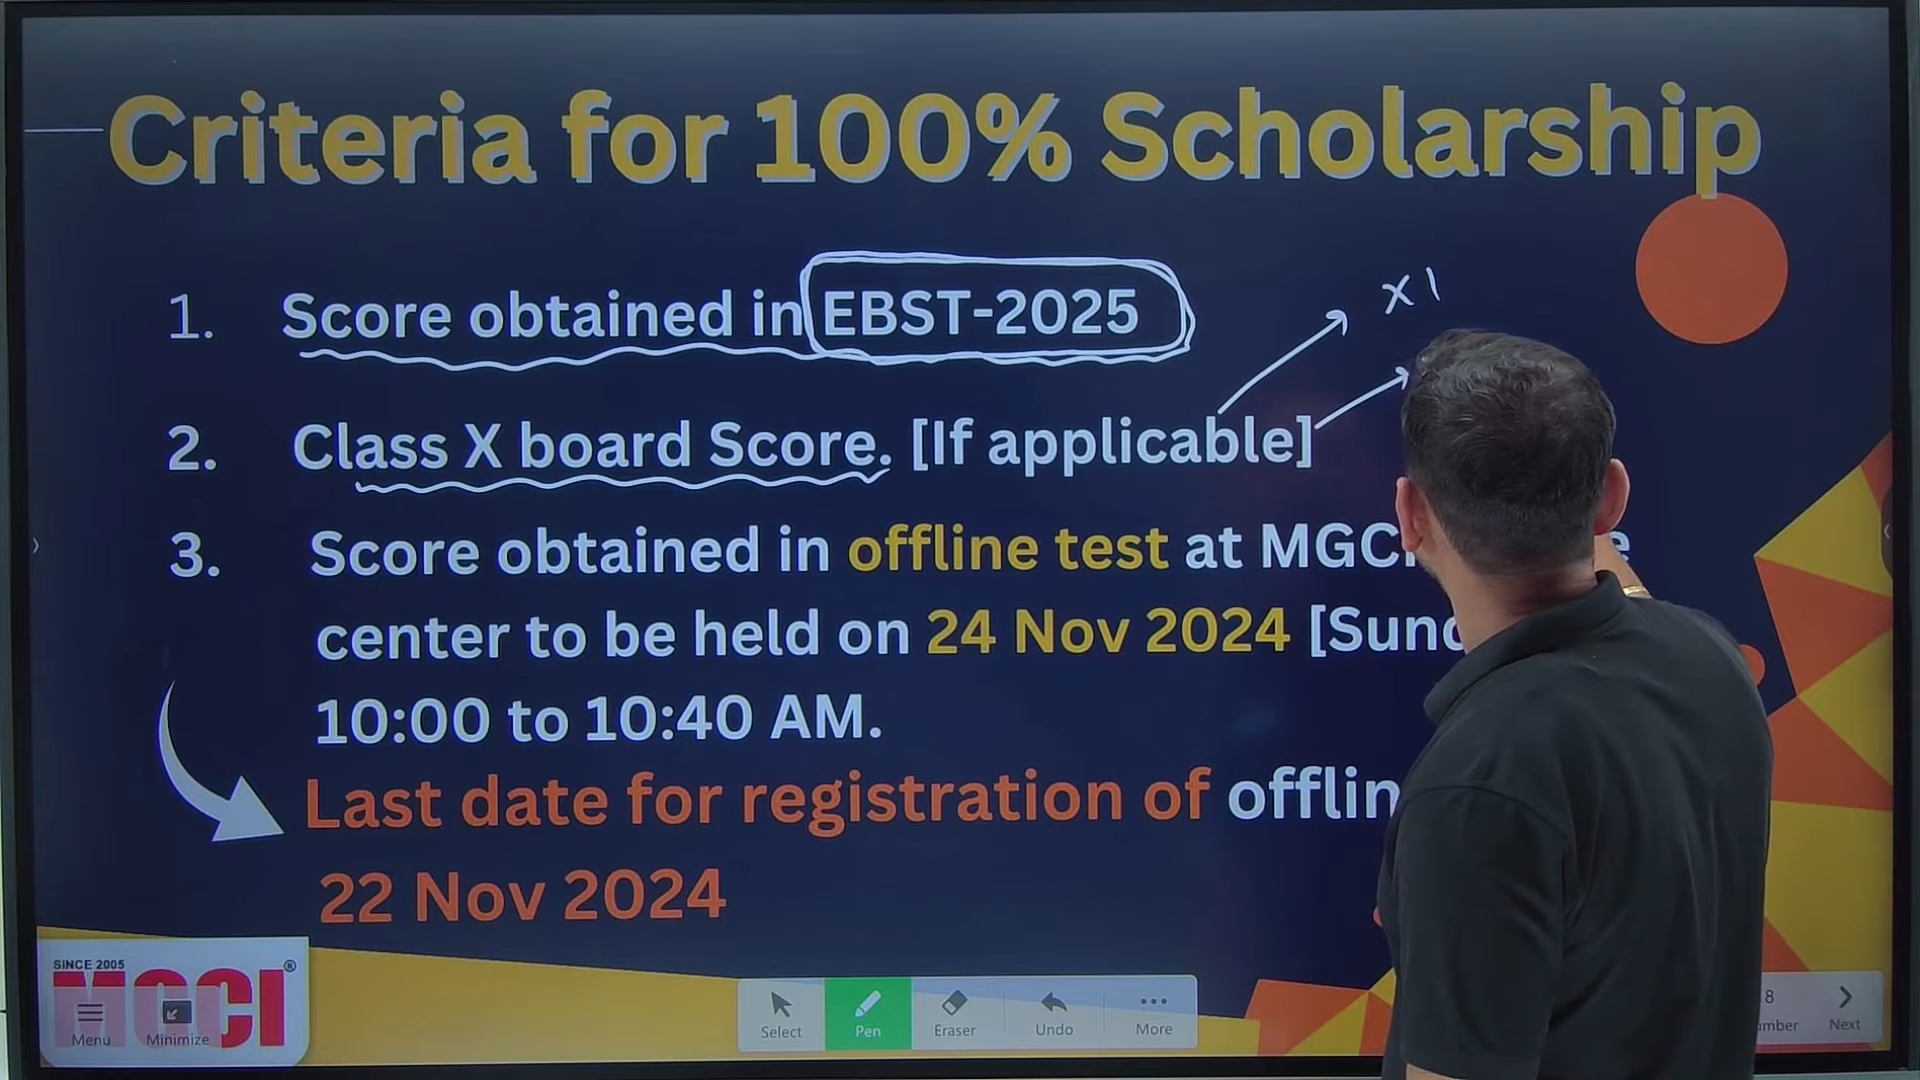 Criteria for 100% Scholarship
1. Score obtained in EBST-2025
XI
2. Class X board Score. [If applicable]
3. Score obtained in offline test at
center to be held on 24 Nov 2024
10:00 to 10:40 AM.
Last date for registration of
22 Nov 2024
SINCE 2005
MGCI®
Menu Minimize
Select Pen Eraser Undo More
8
Next